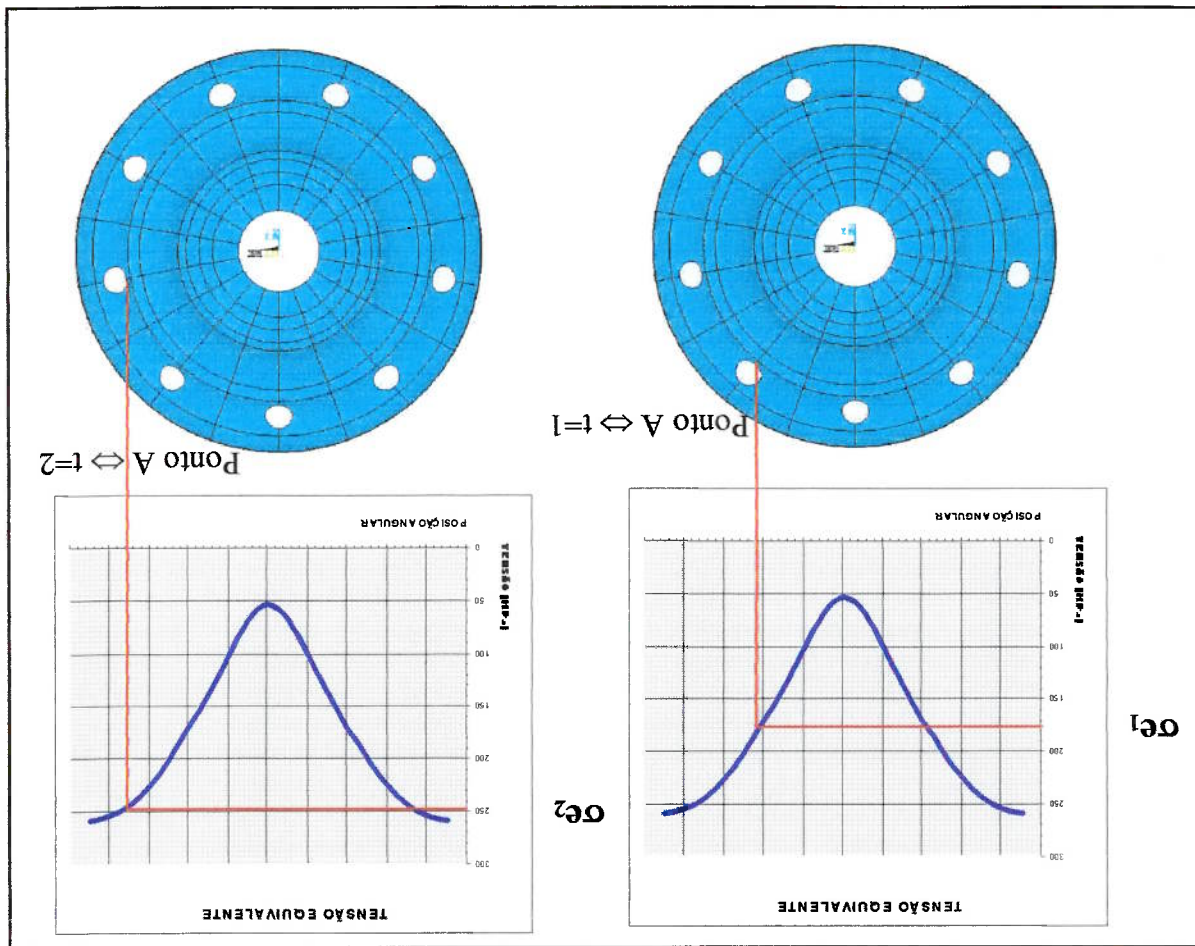 TENSÃO EQUIVALENTE
300
250
200
150
100
50
0
Tensão [MPa]
POSIÇÃO ANGULAR
σe₁
Ponto A ⇔ t=1
TENSÃO EQUIVALENTE
300
250
200
150
100
50
0
Tensão [MPa]
POSIÇÃO ANGULAR
σe₂
Ponto A ⇔ t=2